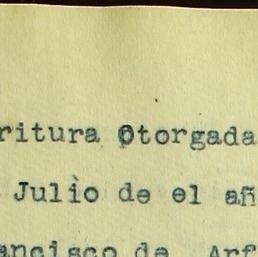 ritura Otorgada
Julio de el añ
ancisco de Arf